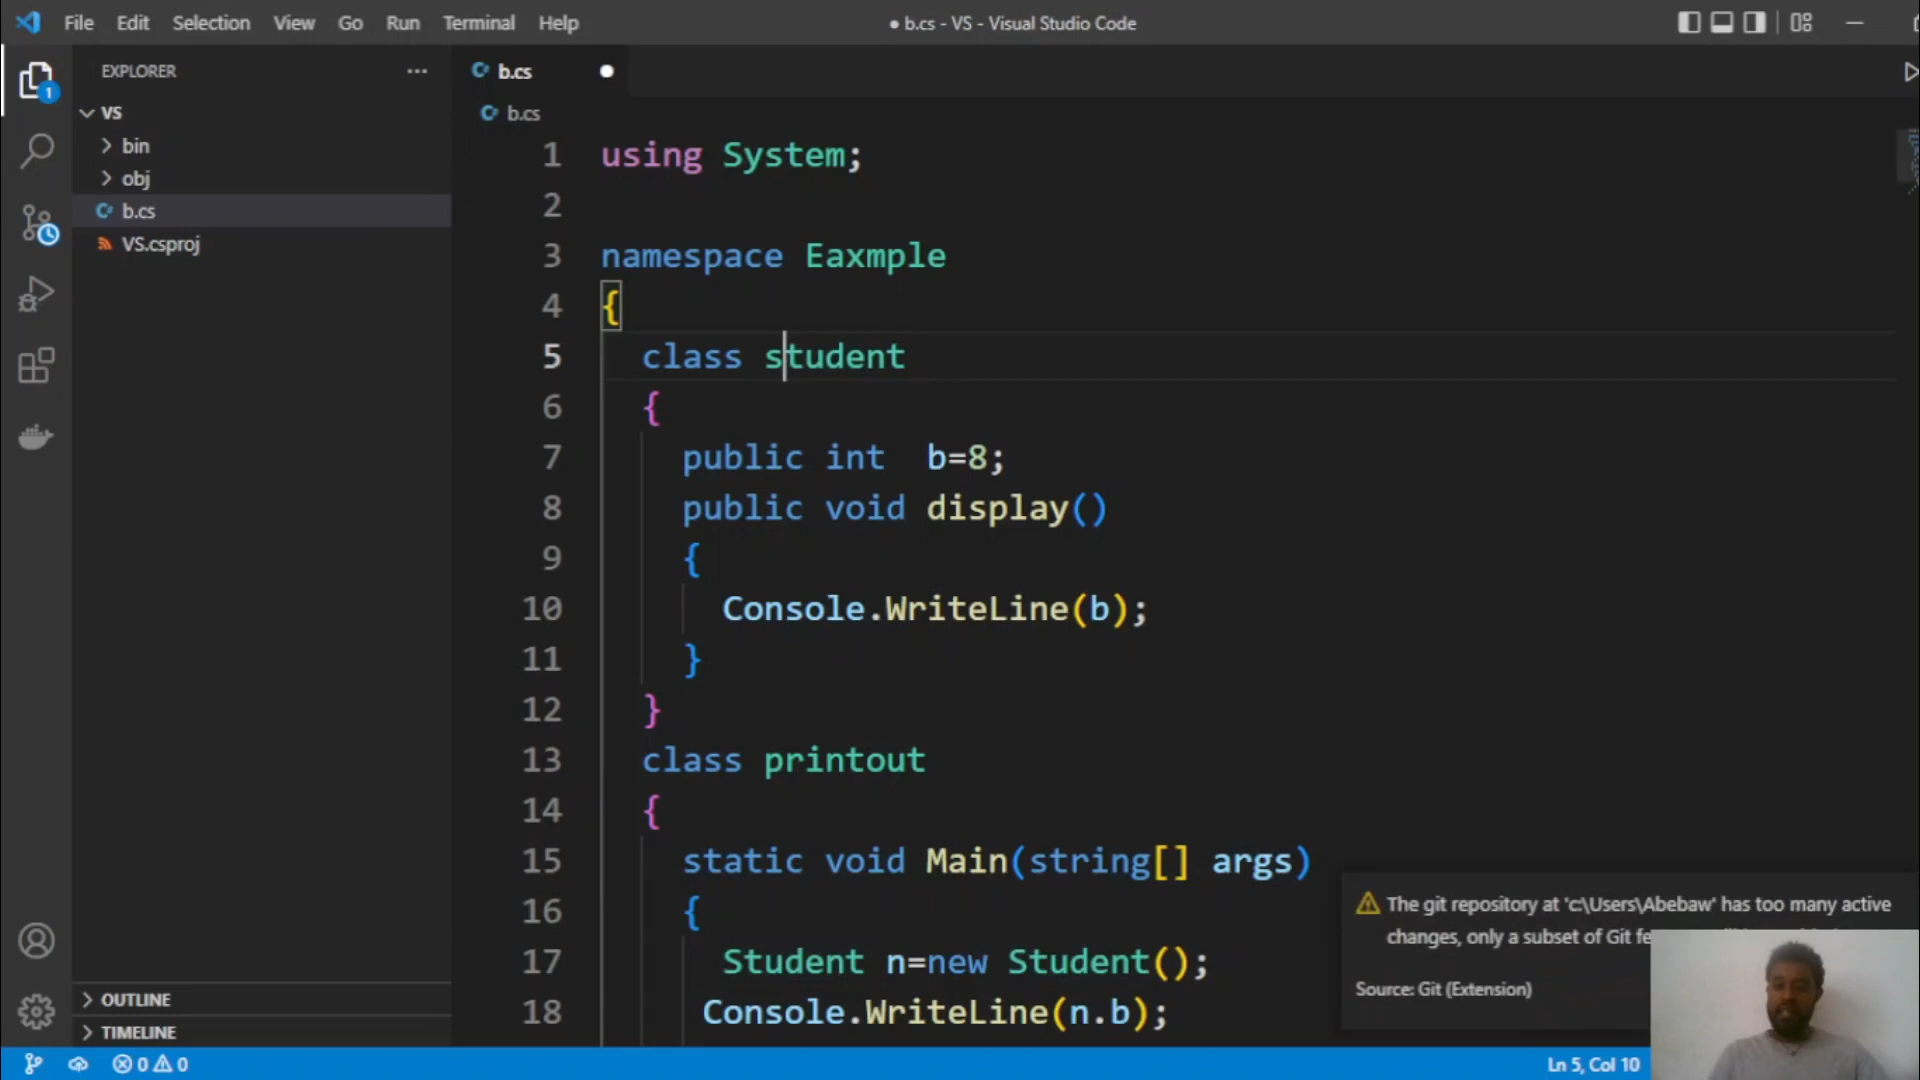 File Edit Selection View Go Run Terminal Help
● b.cs - VS - Visual Studio Code
EXPLORER
1
VS
bin
obj
b.cs
VS.csproj
OUTLINE
TIMELINE
b.cs
b.cs
1 using System;
2
3 namespace Eaxmple
4 {
5 class student
6 {
7 public int b=8;
8 public void display()
9 {
10 Console.WriteLine(b);
11 }
12 }
13 class printout
14 {
15 static void Main(string[] args)
16 {
17 Student n=new Student();
18 Console.WriteLine(n.b);
The git repository at 'c:\Users\Abebaw' has too many active
changes, only a subset of Git
Source: Git (Extension)
0 0
Ln 5, Col 10